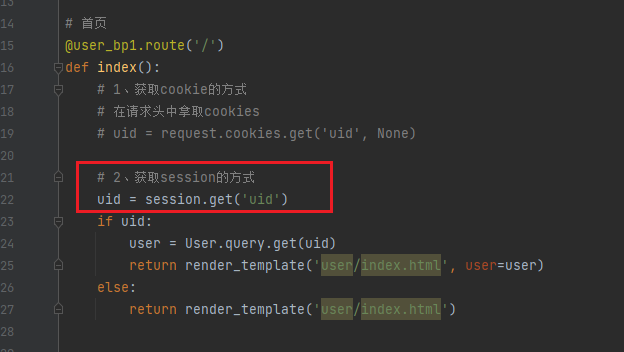 14 # 首页
15 @user_bp1.route('/')
16 def index():
17 # 1、获取cookie的方式
18 # 在请求头中拿取cookies
19 # uid = request.cookies.get('uid', None)
20
21 # 2、获取session的方式
22 uid = session.get('uid')
23 if uid:
24 user = User.query.get(uid)
25 return render_template('user/index.html', user=user)
26 else:
27 return render_template('user/index.html')
28